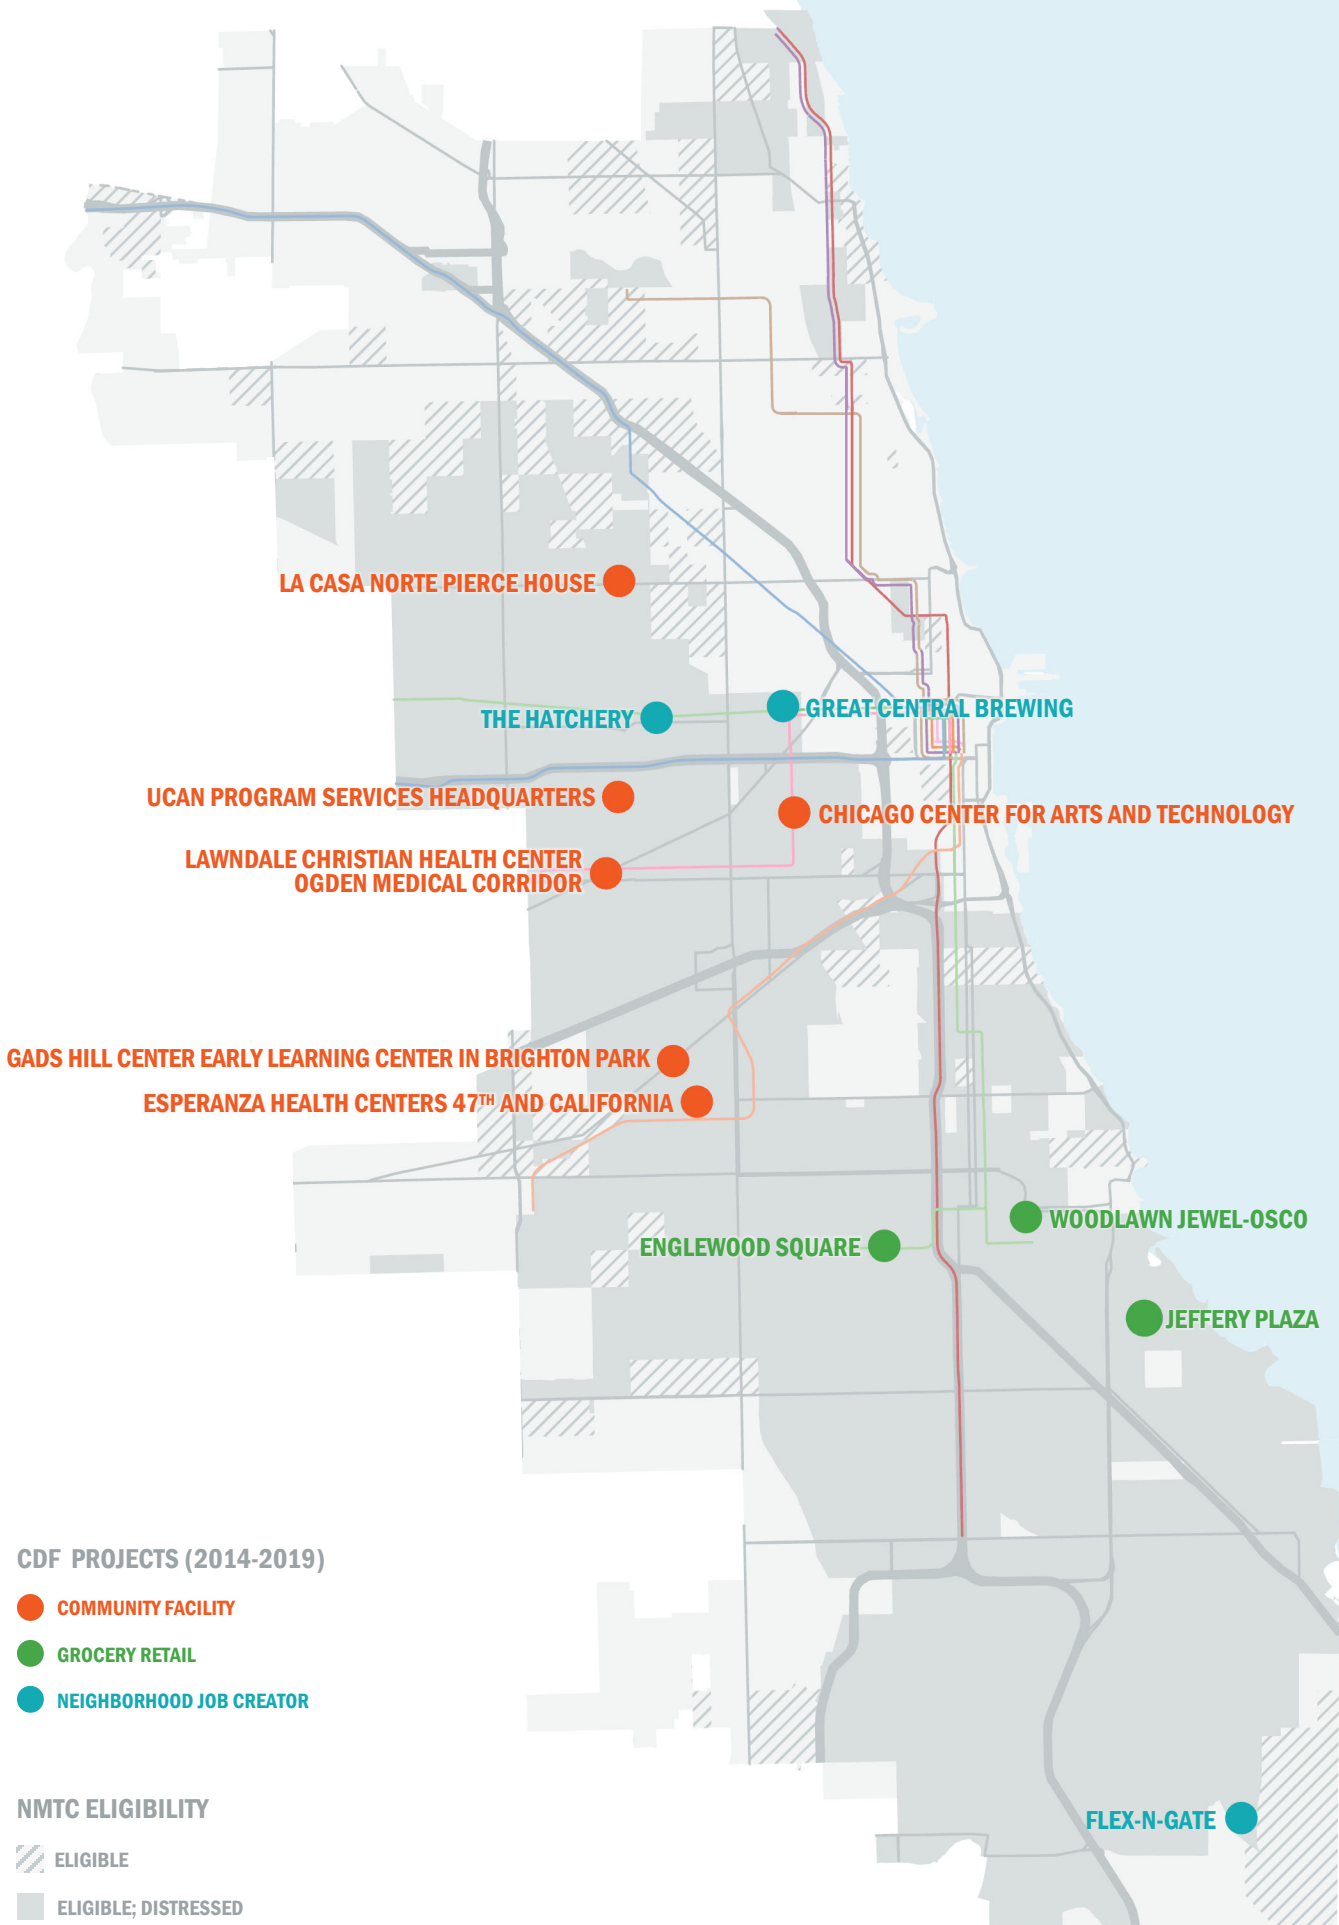 LA CASA NORTE PIERCE HOUSE
THE HATCHERY
GREAT CENTRAL BREWING
UCAN PROGRAM SERVICES HEADQUARTERS
CHICAGO CENTER FOR ARTS AND TECHNOLOGY
LAWNDALE CHRISTIAN HEALTH CENTER
OGDEN MEDICAL CORRIDOR
GADS HILL CENTER EARLY LEARNING CENTER IN BRIGHTON PARK
ESPERANZA HEALTH CENTERS 47TH AND CALIFORNIA
WOODLAWN JEWEL-OSCO
ENGLEWOOD SQUARE
JEFFERY PLAZA
CDF PROJECTS (2014-2019)
COMMUNITY FACILITY
GROCERY RETAIL
NEIGHBORHOOD JOB CREATOR
NMTC ELIGIBILITY
FLEX-N-GATE
ELIGIBLE
ELIGIBLE; DISTRESSED